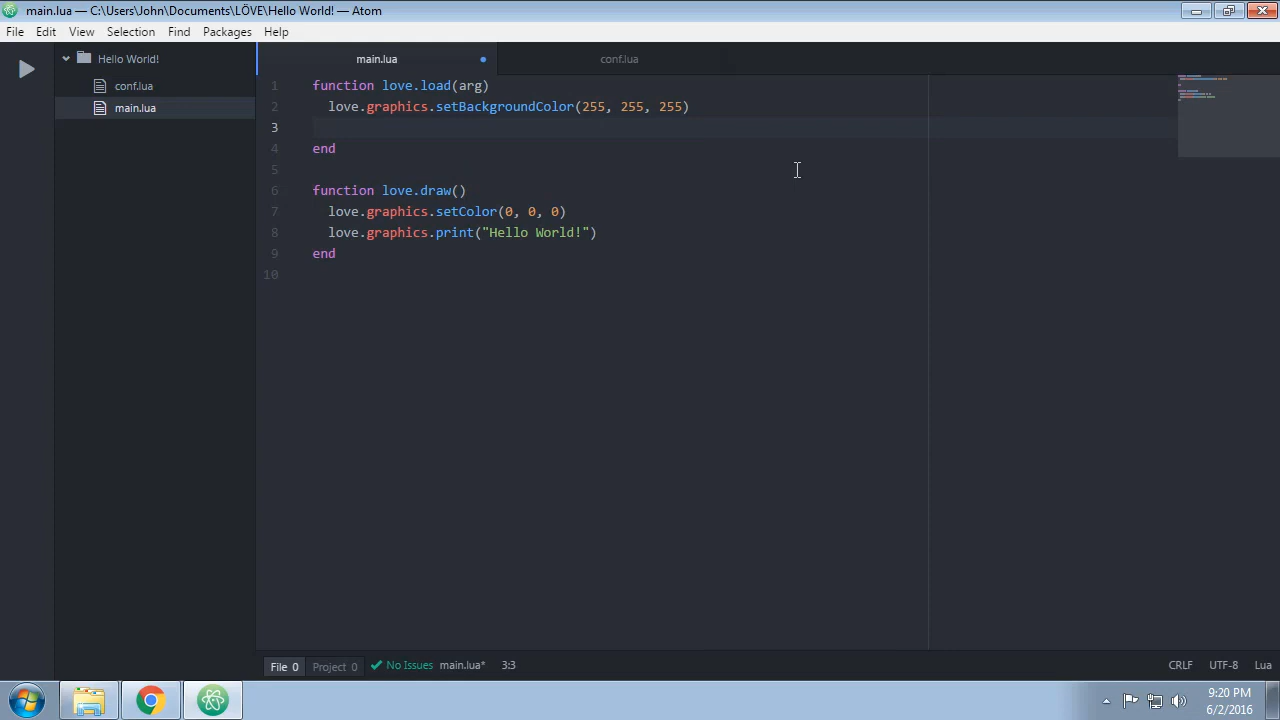 main.lua — C:\Users\John\Documents\LÖVE\Hello World! — Atom
File Edit View Selection Find Packages Help
Hello World!
conf.lua
main.lua
main.lua conf.lua
1 function love.load(arg)
2 love.graphics.setBackgroundColor(255, 255, 255)
3
4 end
5
6 function love.draw()
7 love.graphics.setColor(0, 0, 0)
8 love.graphics.print("Hello World!")
9 end
10
File 0 Project 0 No Issues main.lua* 3:3 CRLF UTF-8 Lua
9:20 PM
6/2/2016